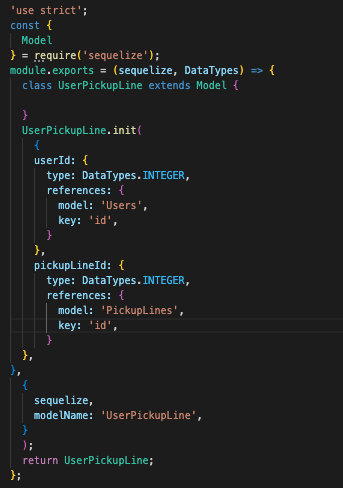 'use strict';
const {
  Model
} = require('sequelize');
module.exports = (sequelize, DataTypes) => {
  class UserPickupLine extends Model {

  }
  UserPickupLine.init(
    {
    userId: {
      type: DataTypes.INTEGER,
      references: {
        model: 'Users',
        key: 'id',
      }
    },
    pickupLineId: {
      type: DataTypes.INTEGER,
      references: {
        model: 'PickupLines',
        key: 'id',
      }
  },
},
  {
    sequelize,
    modelName: 'UserPickupLine',
  }
  );
  return UserPickupLine;
};